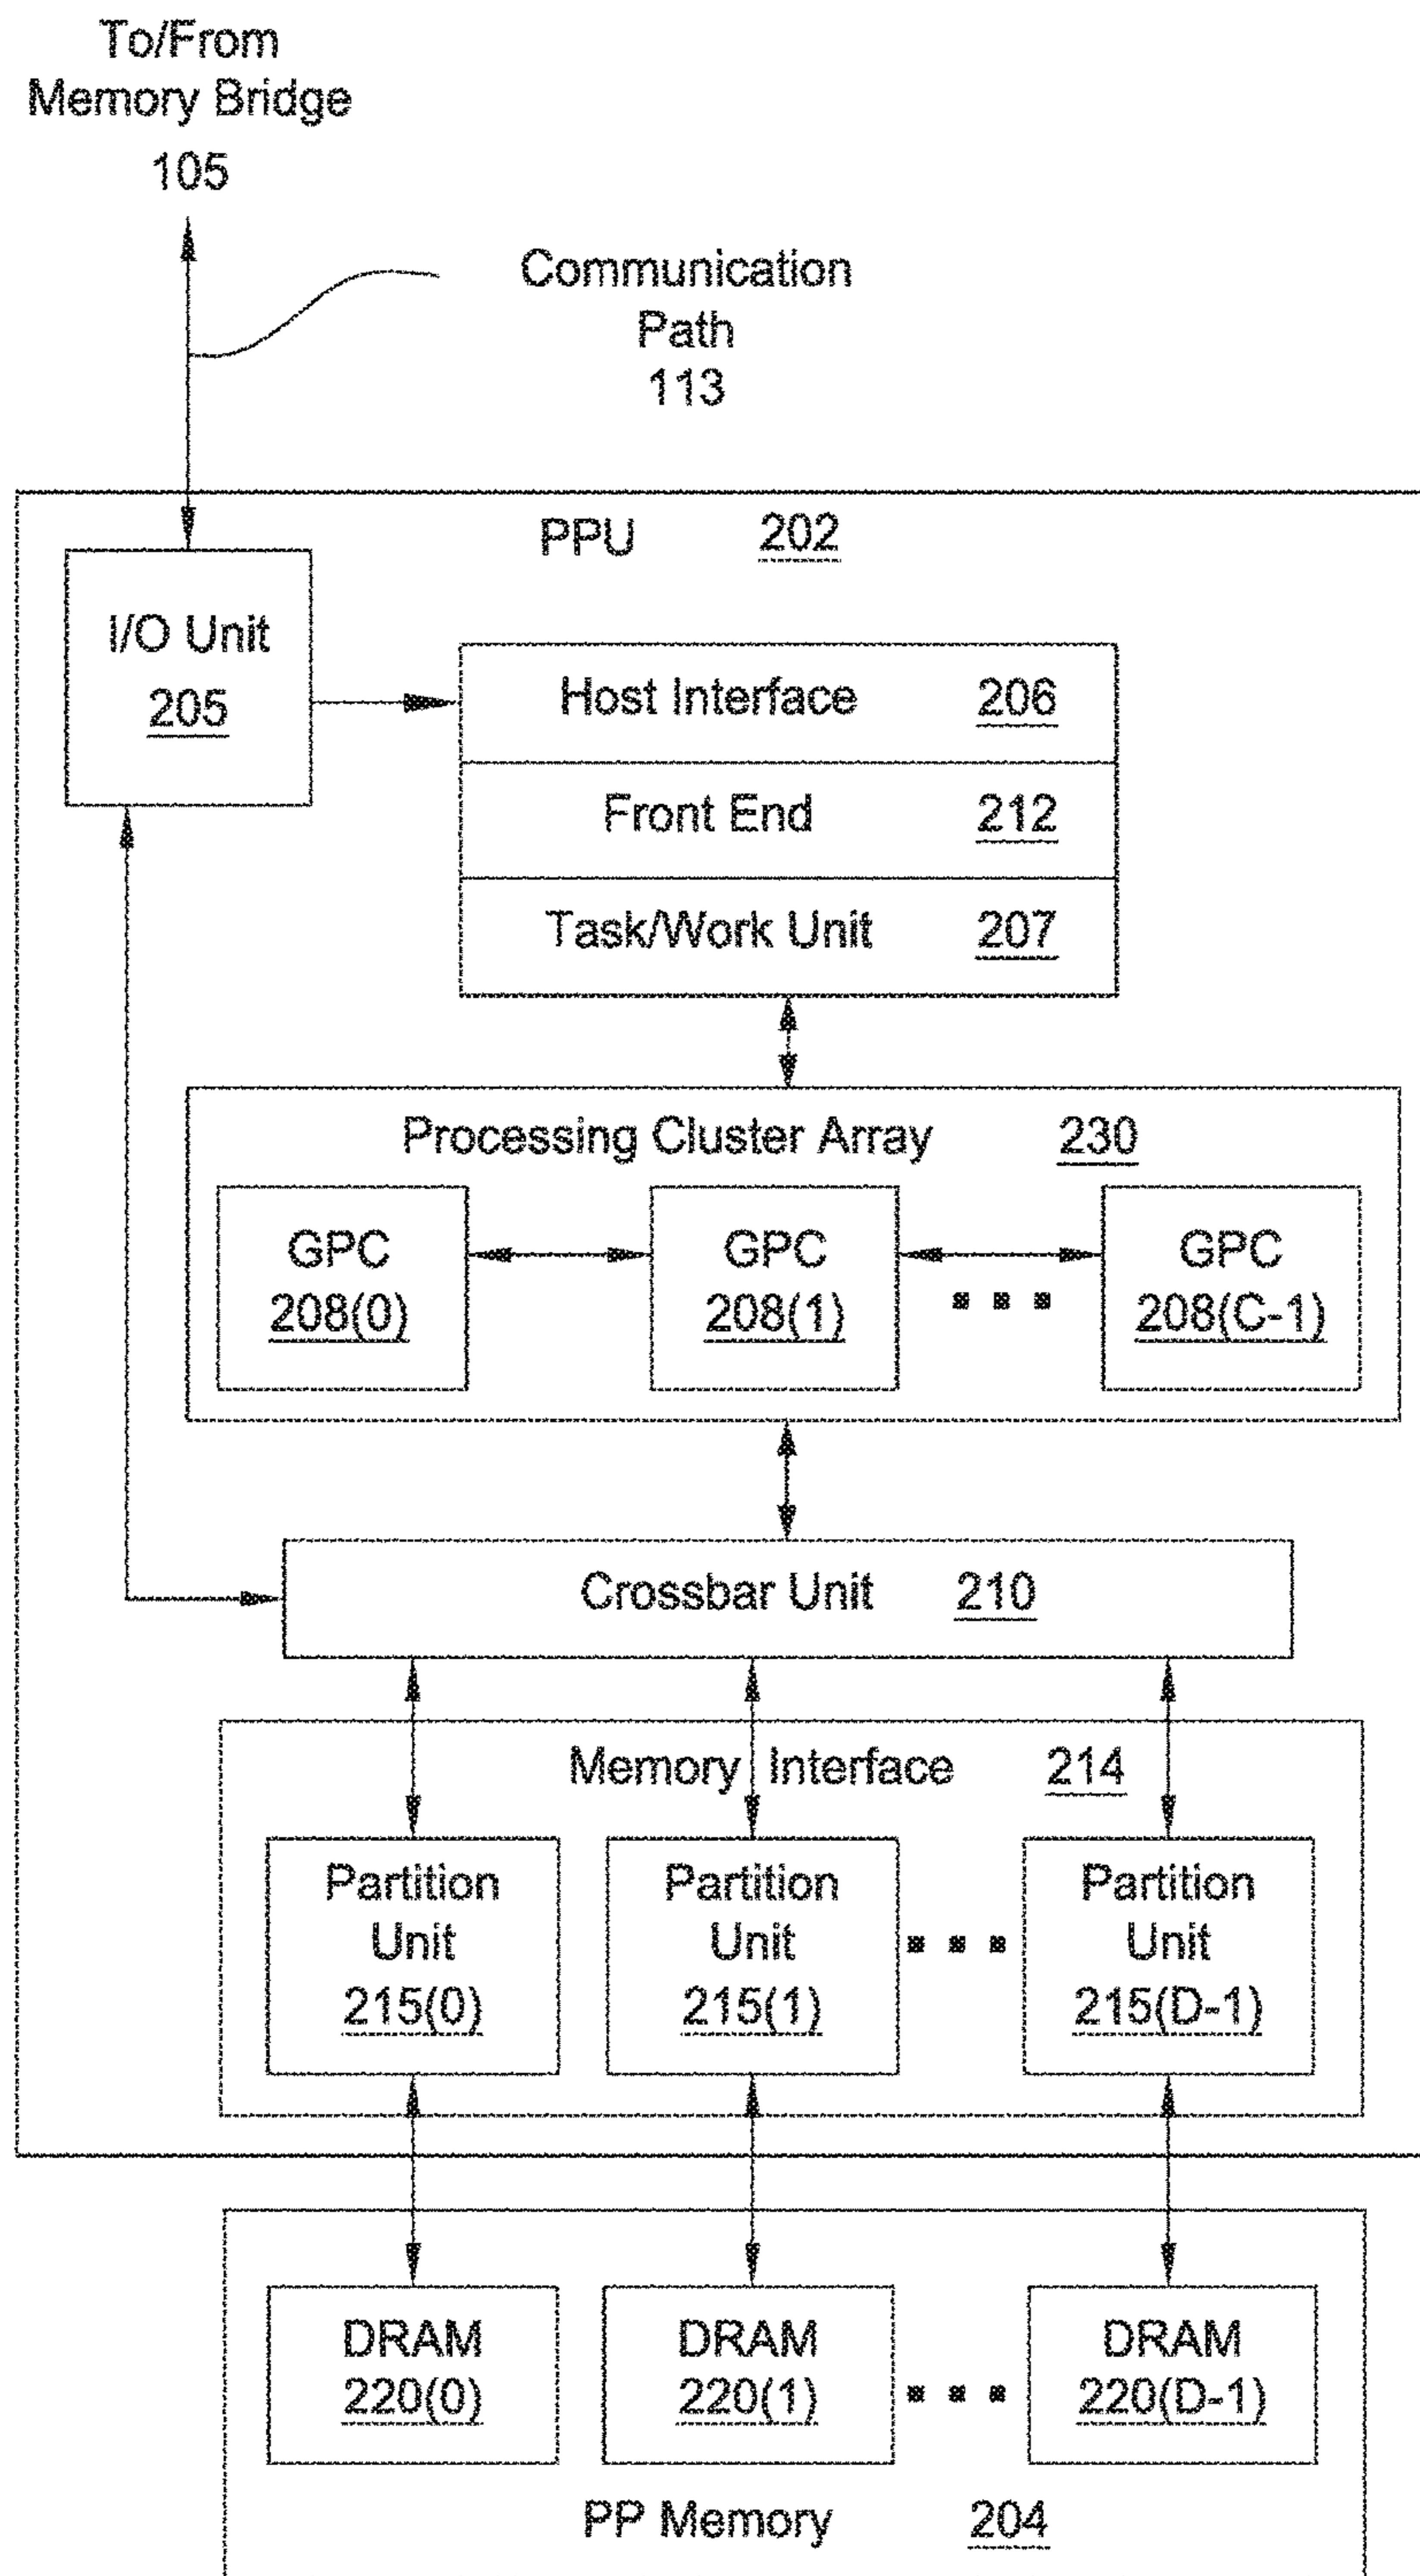 To/From
Memory Bridge
105
Communication
Path
113
PPU 202
I/O Unit
205
Host Interface 206
Front End 212
Task/Work Unit 207
Processing Cluster Array 230
GPC
208(0)
GPC
208(1)
GPC
208(C-1)
Crossbar Unit 210
Memory Interface 214
Partition
Unit
215(0)
Partition
Unit
215(1)
Partition
Unit
215(D-1)
DRAM
220(0)
DRAM
220(1)
DRAM
220(D-1)
PP Memory 204